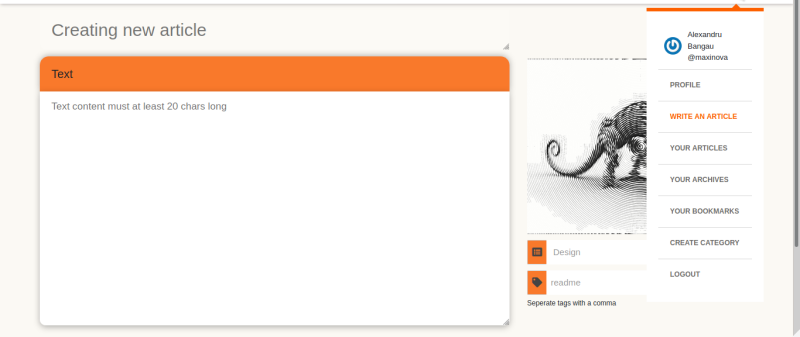 Creating new article
Text
Text content must at least 20 chars long
Design
readme
Seperate tags with a comma
Alexandru
Bangau
@maxinova
PROFILE
WRITE AN ARTICLE
YOUR ARTICLES
YOUR ARCHIVES
YOUR BOOKMARKS
CREATE CATEGORY
LOGOUT